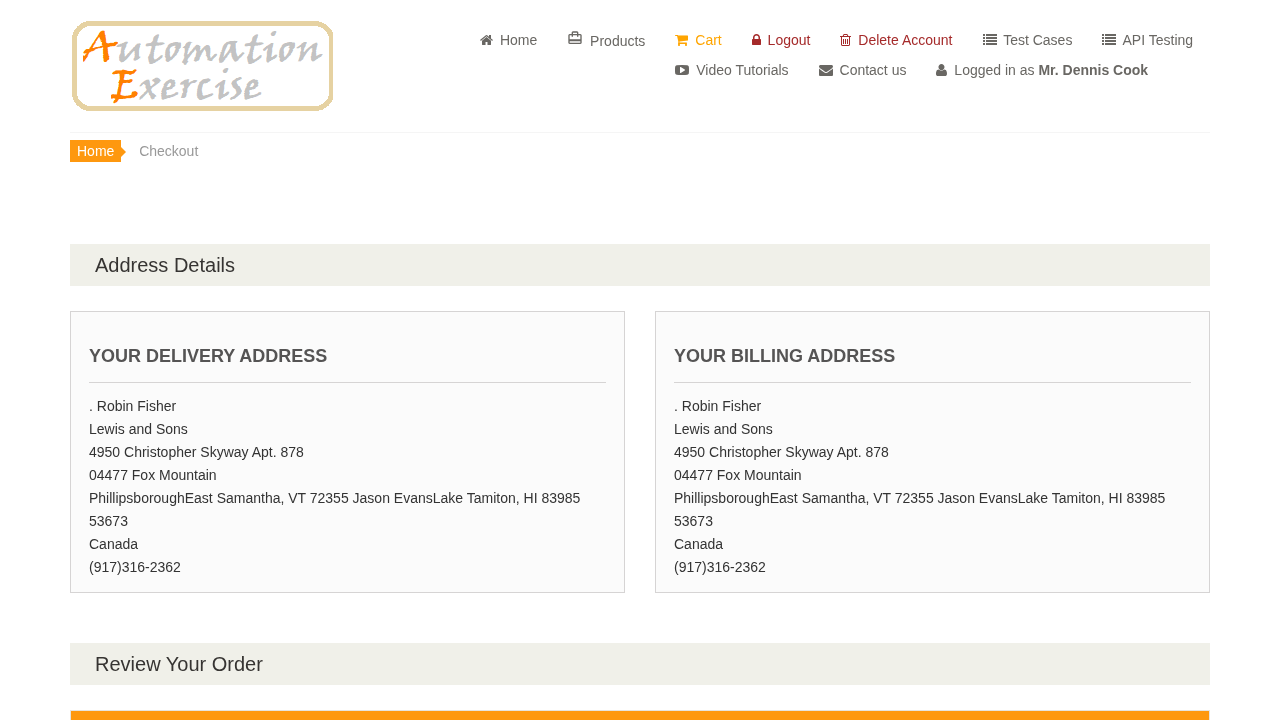 Automation
Exercise
Home
Products
Cart
Logout
Delete Account
Test Cases
API Testing
Video Tutorials
Contact us
Logged in as Mr. Dennis Cook
Home
Checkout
Address Details
YOUR DELIVERY ADDRESS
. Robin Fisher
Lewis and Sons
4950 Christopher Skyway Apt. 878
04477 Fox Mountain
PhillipsboroughEast Samantha, VT 72355 Jason EvansLake Tamiton, HI 83985
53673
Canada
(917)316-2362
YOUR BILLING ADDRESS
. Robin Fisher
Lewis and Sons
4950 Christopher Skyway Apt. 878
04477 Fox Mountain
PhillipsboroughEast Samantha, VT 72355 Jason EvansLake Tamiton, HI 83985
53673
Canada
(917)316-2362
Review Your Order